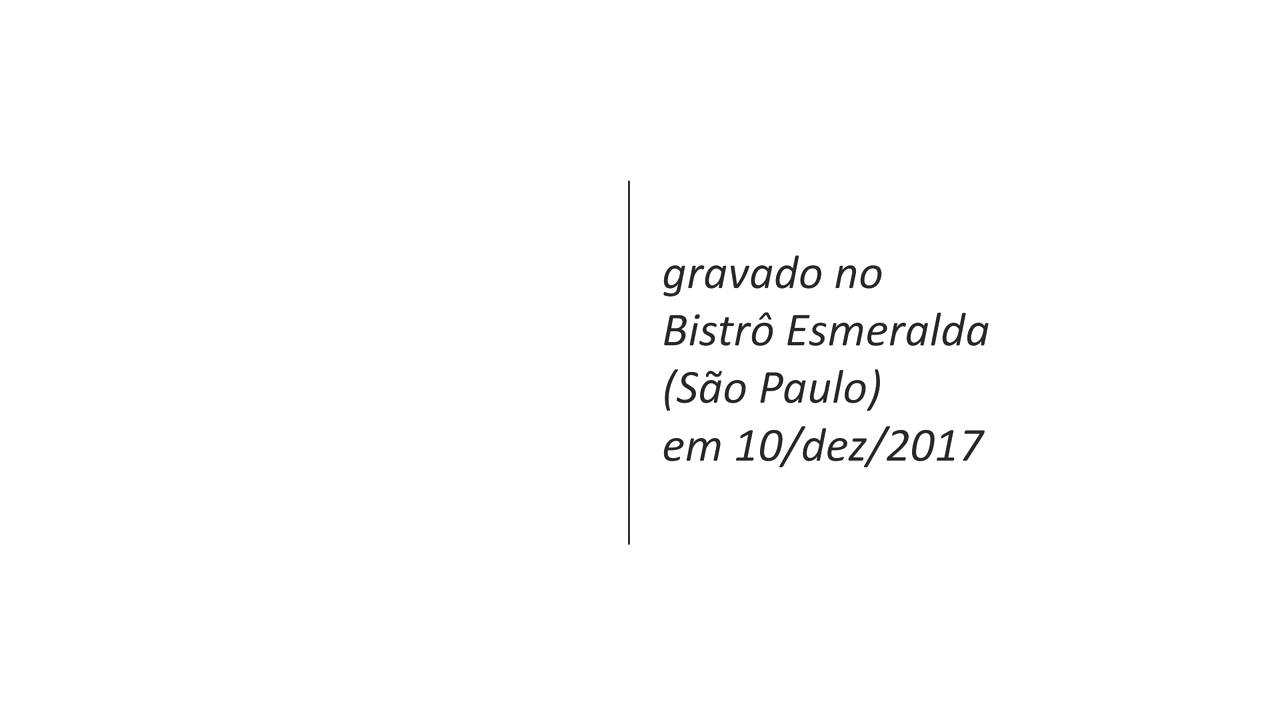 gravado no
Bistrô Esmeralda
(São Paulo)
em 10/dez/2017